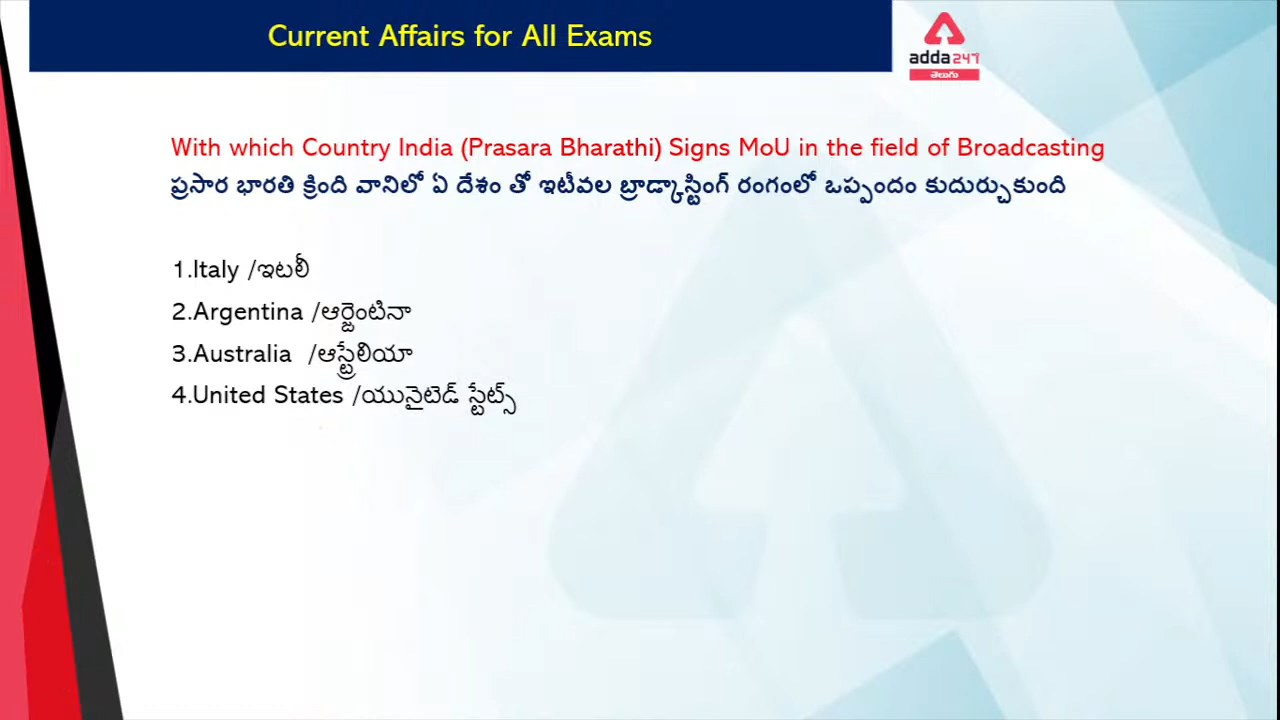 Current Affairs for All Exams
adda247
తెలుగు
With which Country India (Prasara Bharathi) Signs MoU in the field of Broadcasting
ప్రసార భారతి క్రింది వానిలో ఏ దేశం తో ఇటీవల బ్రాడ్కాస్టింగ్ రంగంలో ఒప్పందం కుదుర్చుకుంది
1.Italy /ఇటలీ
2.Argentina /ఆర్జెంటినా
3.Australia /ఆస్ట్రేలియా
4.United States /యునైటెడ్ స్టేట్స్